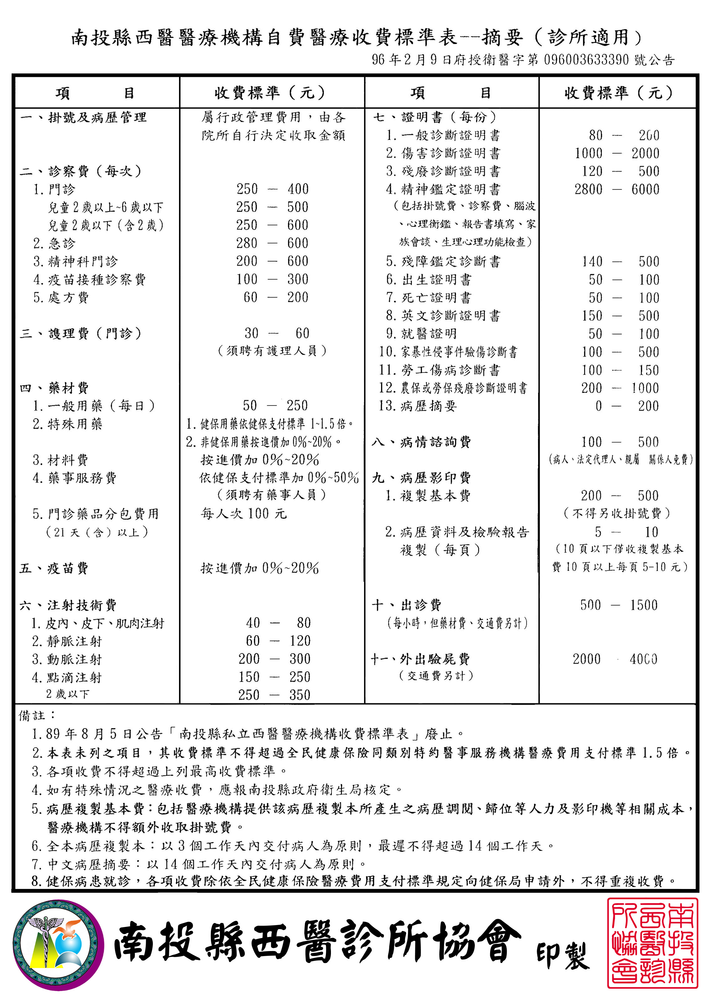 南投縣西醫醫療機構自費醫療收費標準表--摘要（診所適用）
96年2月9日府授衛醫字第096003633390號公告
項目 收費標準（元）
一、掛號及病歷管理 屬行政管理費用，由各
院所自行決定收取金額
二、診察費（每次）
1.門診 250 － 400
兒童2歲以上~6歲以下 250 － 500
兒童2歲以下（含2歲） 250 － 600
2.急診 280 － 600
3.精神科門診 200 － 600
4.疫苗接種診察費 100 － 300
5.處方費 60 － 200
三、護理費（門診） 30 － 60
（須聘有護理人員）
四、藥材費
1.一般用藥（每日） 50 － 250
2.特殊用藥 1.健保用藥依健保支付標準1~1.5倍。
2.非健保用藥按進價加0%~20%。
3.材料費 按進價加0%~20%
4.藥事服務費 依健保支付標準加0%~50%
（須聘有藥事人員）
5.門診藥品分包費用 每人次100元
（21天（含）以上）
五、疫苗費 按進價加0%~20%
六、注射技術費
1.皮內、皮下、肌肉注射 40 － 80
2.靜脈注射 60 － 120
3.動脈注射 200 － 300
4.點滴注射 150 － 250
2歲以下 250 － 350
項目 收費標準（元）
七、證明書（每份）
1.一般診斷證明書 80 － 200
2.傷害診斷證明書 1000 － 2000
3.殘廢診斷證明書 120 － 500
4.精神鑑定證明書 2800 － 6000
（包括掛號費、診察費、腦波
、心理衡鑑、報告書填寫、家
族會談、生理心理功能檢查）
5.殘障鑑定診斷書 140 － 500
6.出生證明書 50 － 100
7.死亡證明書 50 － 100
8.英文診斷證明書 150 － 500
9.就醫證明 50 － 100
10.家暴性侵事件驗傷診斷書 100 － 500
11.勞工傷病診斷書 100 － 150
12.農保或勞保殘廢診斷證明書 200 － 1000
13.病歷摘要 0 － 200
八、病情諮詢費 100 － 500
（病人、法定代理人、親屬 關係人免費）
九、病歷影印費
1.複製基本費 200 － 500
（不得另收掛號費）
2.病歷資料及檢驗報告 5 － 10
複製（每頁） （10頁以下僅收複製基本
費10頁以上每頁5-10元）
十、出診費 500 － 1500
（每小時，但藥材費、交通費另計）
十一、外出驗屍費 2000 4000
（交通費另計）
備註：
1.89年8月5日公告「南投縣私立西醫醫療機構收費標準表」廢止。
2.本表未列之項目，其收費標準不得超過全民健康保險同類別特約醫事服務機構醫療費用支付標準1.5倍。
3.各項收費不得超過上列最高收費標準。
4.如有特殊情況之醫療收費，應報南投縣政府衛生局核定。
5.病歷複製基本費：包括醫療機構提供該病歷複製本所產生之病歷調閱、歸位等人力及影印機等相關成本，
醫療機構不得額外收取掛號費。
6.全本病歷複製本：以3個工作天內交付病人為原則，最遲不得超過14個工作天。
7.中文病歷摘要：以14個工作天內交付病人為原則。
8.健保病患就診，各項收費除依全民健康保險醫療費用支付標準規定向健保局申請外，不得重複收費。
南投縣西醫診所協會 印製
南投縣
西醫診
所協會